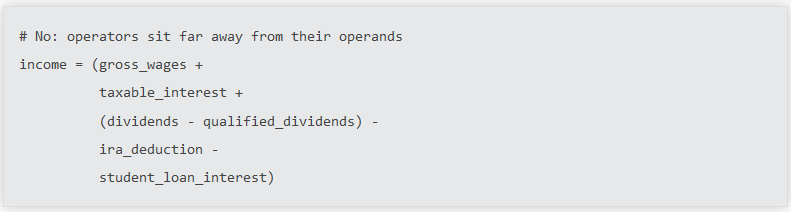 # No: operators sit far away from their operands
income = (gross_wages +
          taxable_interest +
          (dividends - qualified_dividends) -
          ira_deduction -
          student_loan_interest)